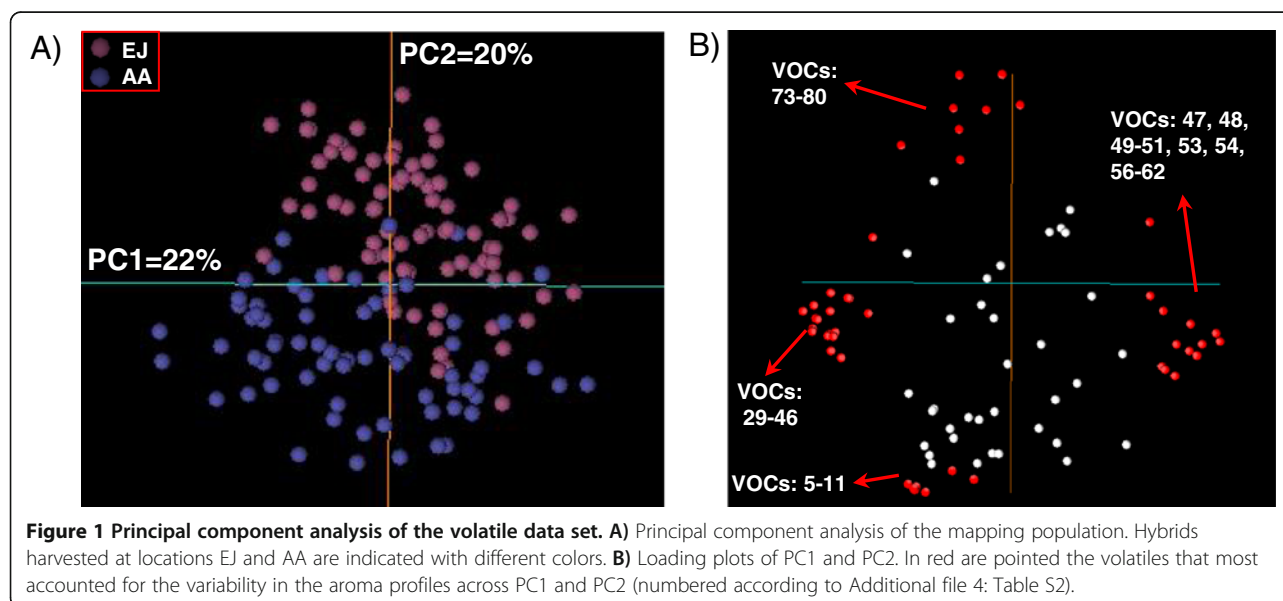 A)
EJ
AA
PC2=20%
PC1=22%
B)
VOCs:
73-80
VOCs: 47, 48,
49-51, 53, 54,
56-62
VOCs:
29-46
VOCs: 5-11
Figure 1 Principal component analysis of the volatile data set. A) Principal component analysis of the mapping population. Hybrids
harvested at locations EJ and AA are indicated with different colors. B) Loading plots of PC1 and PC2. In red are pointed the volatiles that most
accounted for the variability in the aroma profiles across PC1 and PC2 (numbered according to Additional file 4: Table S2).